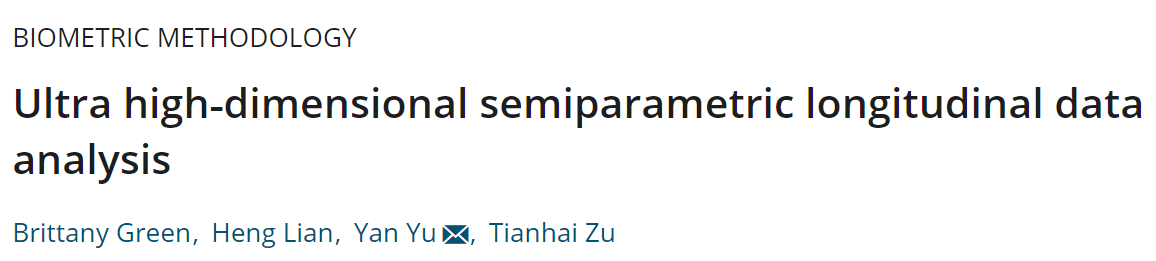 BIOMETRIC METHODOLOGY
Ultra high-dimensional semiparametric longitudinal data
analysis
Brittany Green, Heng Lian, Yan Yu, Tianhai Zu